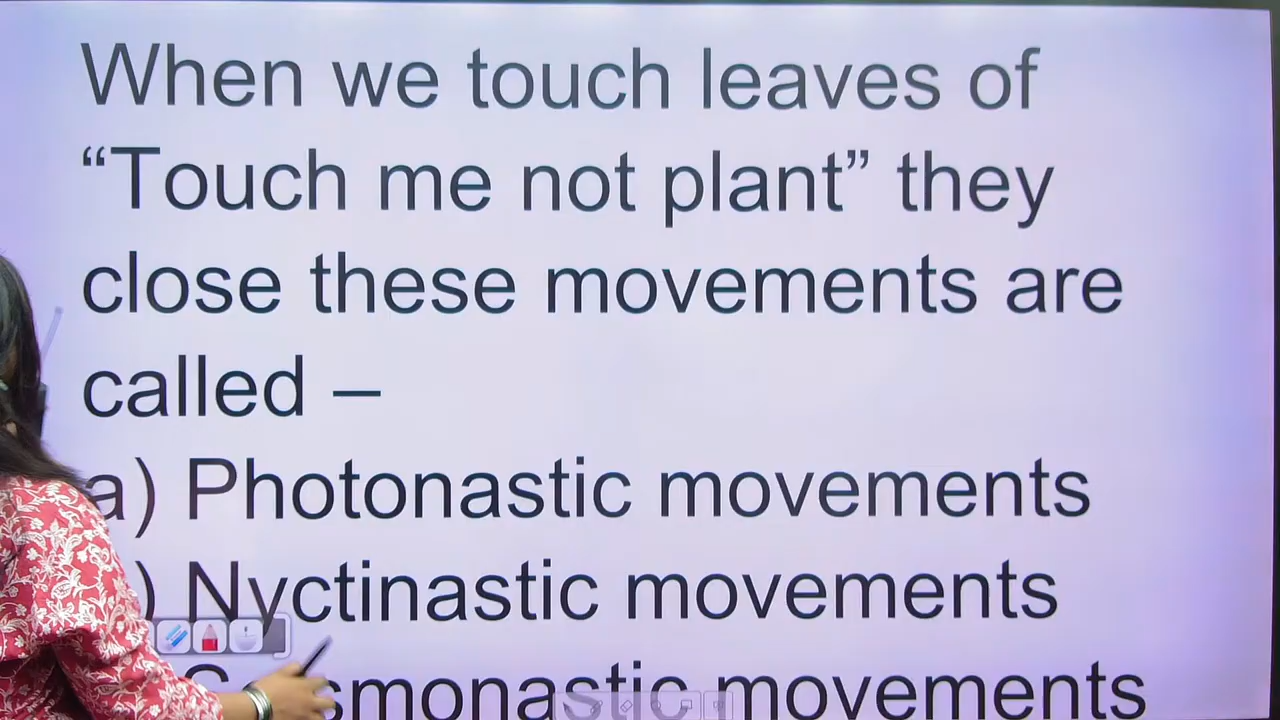 When we touch leaves of
“Touch me not plant” they
close these movements are
called –
a) Photonastic movements
) Nyctinastic movements
movements